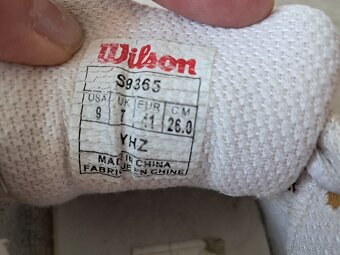 Wilson
S9365
USA UK EUR CM
9 7 41 26.0
YHZ
MADE IN CHINA
FABRIQUE EN CHINE